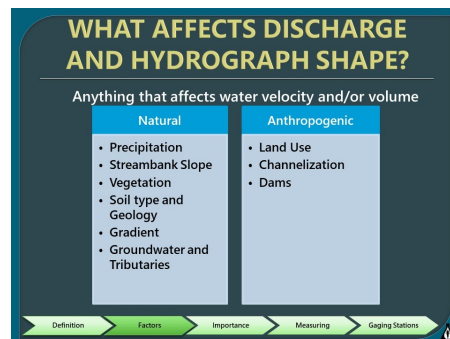 WHAT AFFECTS DISCHARGE
AND HYDROGRAPH SHAPE?
Anything that affects water velocity and/or volume
Natural
• Precipitation
• Streambank Slope
• Vegetation
• Soil type and
Geology
• Gradient
• Groundwater and
Tributaries
Anthropogenic
• Land Use
• Channelization
• Dams
Definition
Factors
Importance
Measuring
Gaging Stations